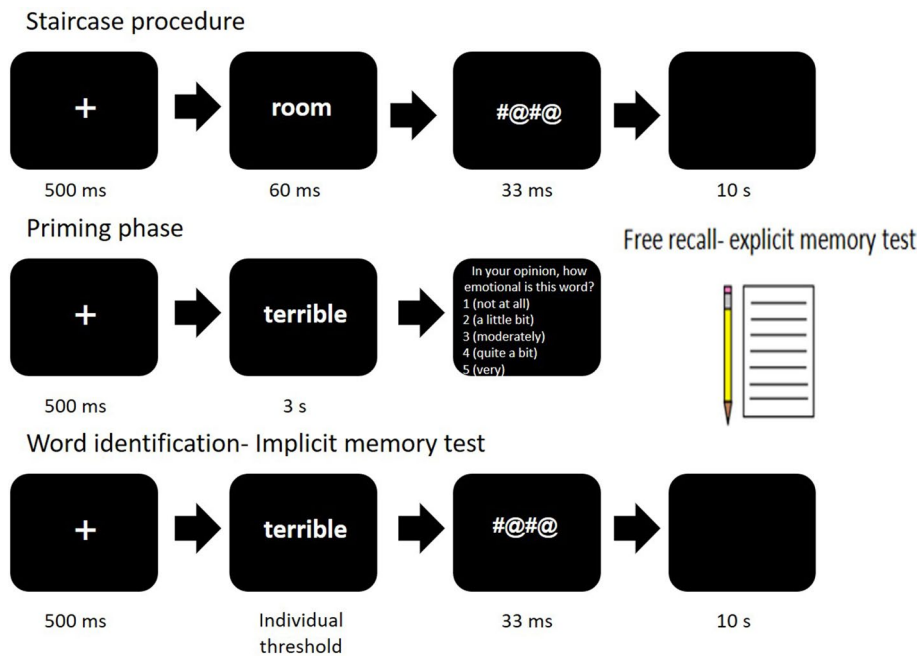 Staircase procedure
+
room
#@#@
500 ms
60 ms
33 ms
10 s
Priming phase
Free recall- explicit memory test
+
terrible
In your opinion, how
emotional is this word?
1 (not at all)
2 (a little bit)
3 (moderately)
4 (quite a bit)
5 (very)
500 ms
3 s
Word identification- Implicit memory test
+
terrible
#@#@
500 ms
Individual
threshold
33 ms
10 s